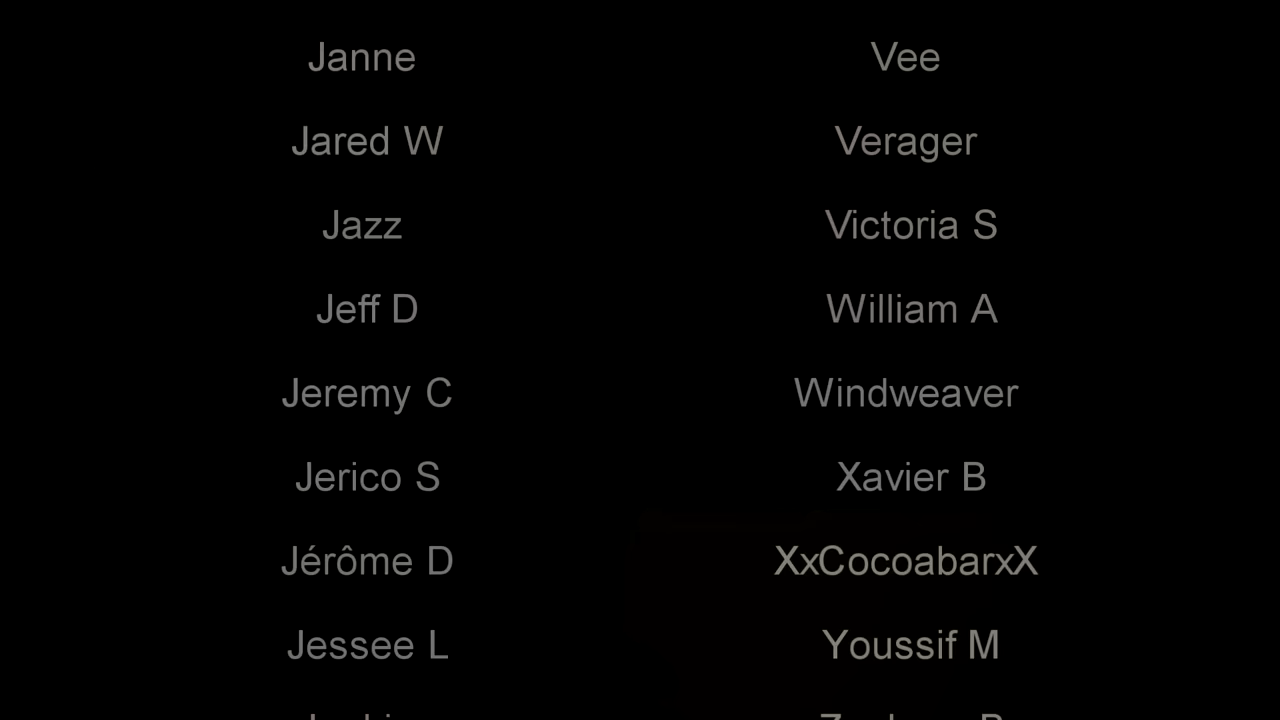 Janne
Jared W
Jazz
Jeff D
Jeremy C
Jerico S
Jérôme D
Jessee L
Vee
Verager
Victoria S
William A
Windweaver
Xavier B
XxCocoabarxX
Youssif M